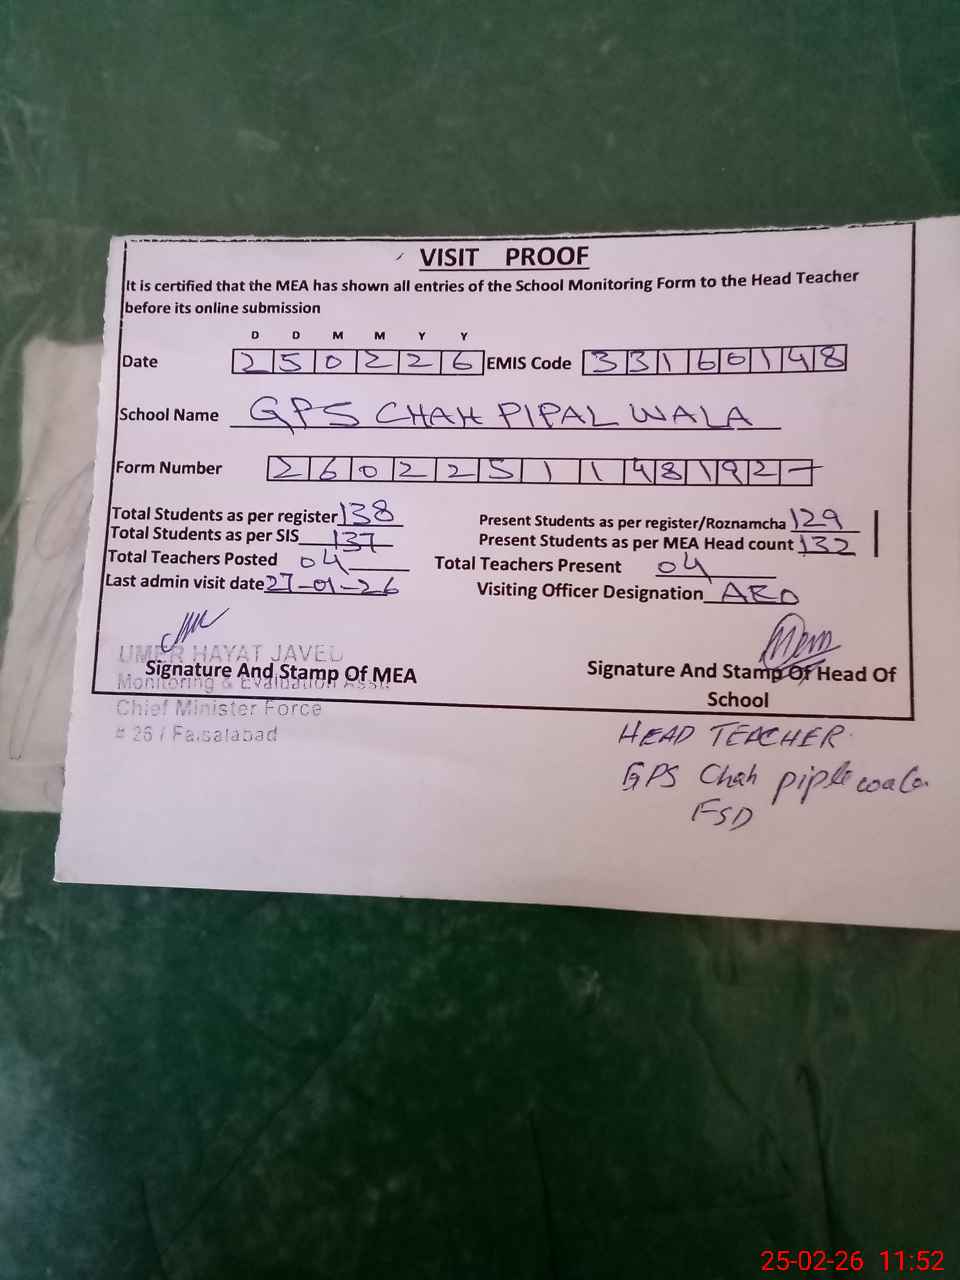 VISIT PROOF
It is certified that the MEA has shown all entries of the School Monitoring Form to the Head Teacher
before its online submission
D D M M Y Y
Date 250226 EMIS Code 33160148
School Name GPS CHAH PIPAL WALA
Form Number 2602251148192-
Total Students as per register 138 Present Students as per register/Roznamcha 129
Total Students as per SIS 137 Present Students as per MEA Head count 132
Total Teachers Posted 04 Total Teachers Present 04
Last admin visit date 27-01-26 Visiting Officer Designation AEO
UMER HAYAT JAVED
Signature And Stamp Of MEA Signature And Stamp Of Head Of
School
Monitoring & Evaluation Asstt
Chief Minister Force
# 26 / Faisalabad
HEAD TEACHER
GPS Chah piple wala
FSD
25-02-26 11:52